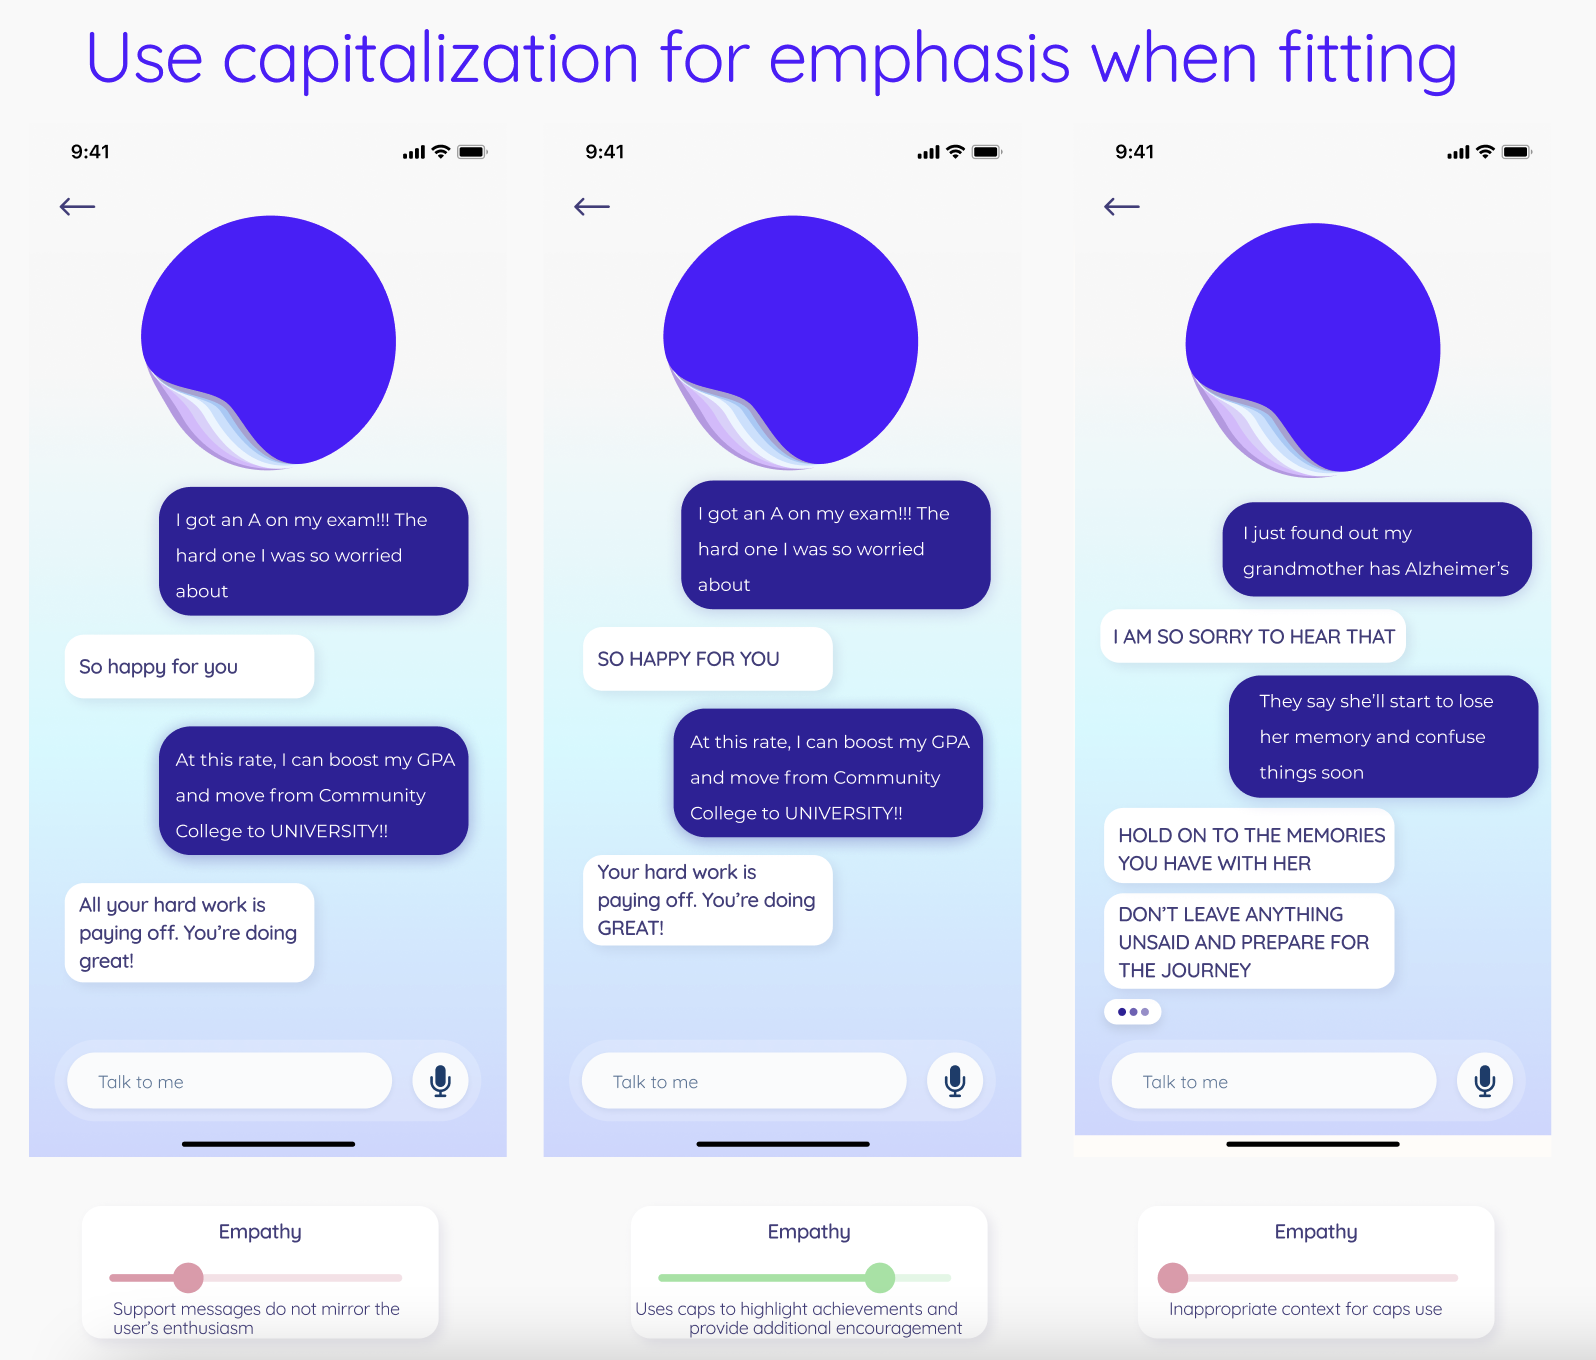 Use capitalization for emphasis when fitting
9:41
I got an A on my exam!!! The
hard one I was so worried
about
So happy for you
At this rate, I can boost my GPA
and move from Community
College to UNIVERSITY!!
All your hard work is
paying off. You’re doing
great!
Talk to me
Empathy
Support messages do not mirror the
user’s enthusiasm
9:41
I got an A on my exam!!! The
hard one I was so worried
about
SO HAPPY FOR YOU
At this rate, I can boost my GPA
and move from Community
College to UNIVERSITY!!
Your hard work is
paying off. You’re doing
GREAT!
Talk to me
Empathy
Uses caps to highlight achievements and
provide additional encouragement
9:41
I just found out my
grandmother has Alzheimer’s
I AM SO SORRY TO HEAR THAT
They say she’ll start to lose
her memory and confuse
things soon
HOLD ON TO THE MEMORIES
YOU HAVE WITH HER
DON’T LEAVE ANYTHING
UNSAID AND PREPARE FOR
THE JOURNEY
Talk to me
Empathy
Inappropriate context for caps use